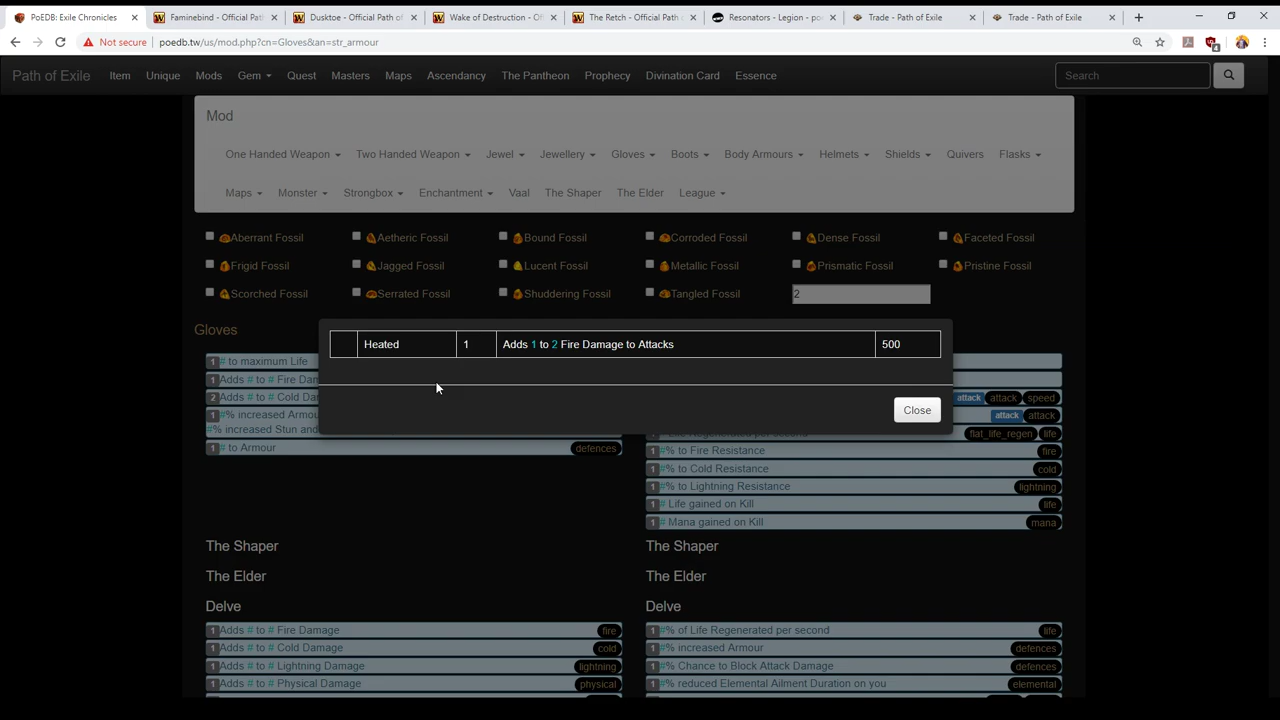 PoEDB: Exile Chronicles
Faminebind - Official Pat
Dusktoe - Official Path of
Wake of Destruction - Off
The Retch - Official Path o
Resonators - Legion - poe
Trade - Path of Exile
Trade - Path of Exile
Not secure
poedb.tw/us/mod.php?cn=Gloves&an=str_armour
4
Path of Exile Item Unique Mods Gem Quest Masters Maps Ascendancy The Pantheon Prophecy Divination Card Essence Search
Mod
One Handed Weapon Two Handed Weapon Jewel Jewellery Gloves Boots Body Armours Helmets Shields Quivers Flasks
Maps Monster Strongbox Enchantment Vaal The Shaper The Elder League
Aberrant Fossil Aetheric Fossil Bound Fossil Corroded Fossil Dense Fossil Faceted Fossil
Frigid Fossil Jagged Fossil Lucent Fossil Metallic Fossil Prismatic Fossil Pristine Fossil
Scorched Fossil Serrated Fossil Shuddering Fossil Tangled Fossil 2
Gloves
Heated 1 Adds 1 to 2 Fire Damage to Attacks 500
Close
1 # to maximum Life
1 Adds # to # Fire Dam
2 Adds # to # Cold Da
1 #% increased Armou
#% increased Stun and
1 # to Armour defences
attack attack speed
attack attack
flat_life_regen life
1 #% to Fire Resistance fire
1 #% to Cold Resistance cold
1 #% to Lightning Resistance lightning
1 # Life gained on Kill life
1 # Mana gained on Kill mana
The Shaper The Shaper
The Elder The Elder
Delve Delve
1 Adds # to # Fire Damage fire
1 Adds # to # Cold Damage cold
1 Adds # to # Lightning Damage lightning
1 Adds # to # Physical Damage physical
1 #% of Life Regenerated per second life
1 #% increased Armour defences
1 #% Chance to Block Attack Damage defences
1 #% reduced Elemental Ailment Duration on you elemental